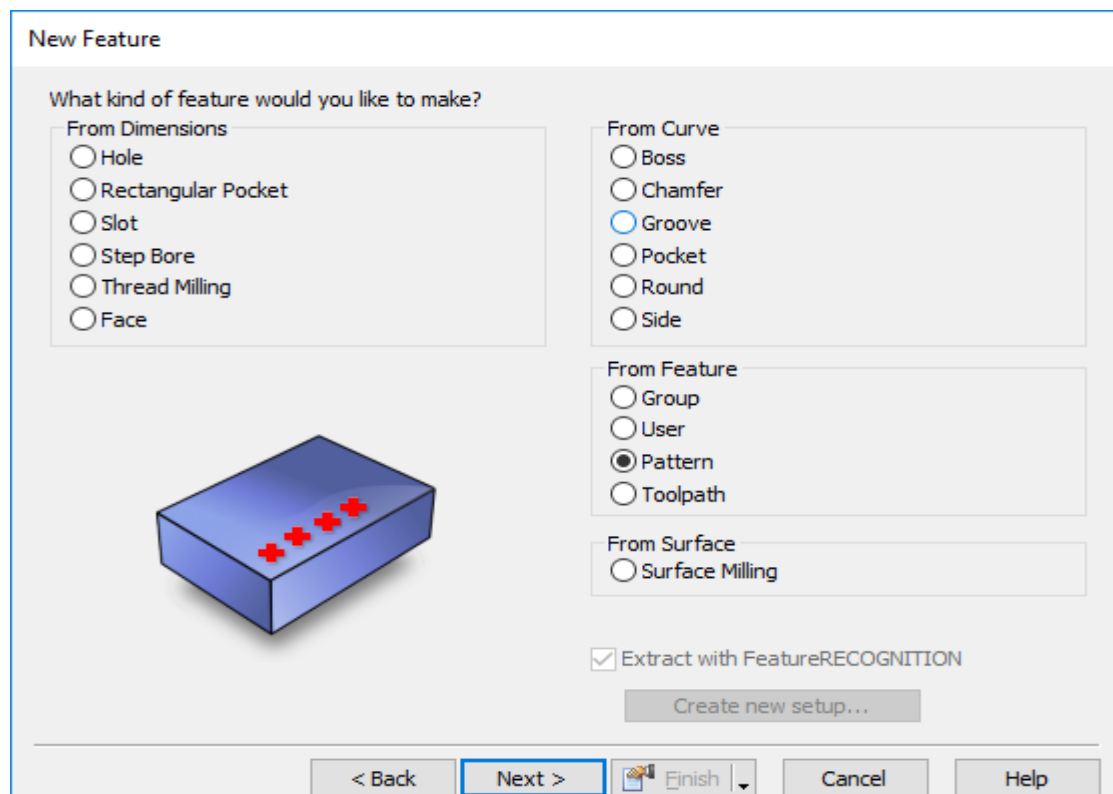 New Feature
What kind of feature would you like to make?
From Dimensions
Hole
Rectangular Pocket
Slot
Step Bore
Thread Milling
Face
From Curve
Boss
Chamfer
Groove
Pocket
Round
Side
From Feature
Group
User
Pattern
Toolpath
From Surface
Surface Milling
Extract with FeatureRECOGNITION
Create new setup...
< Back Next > Finish Cancel Help